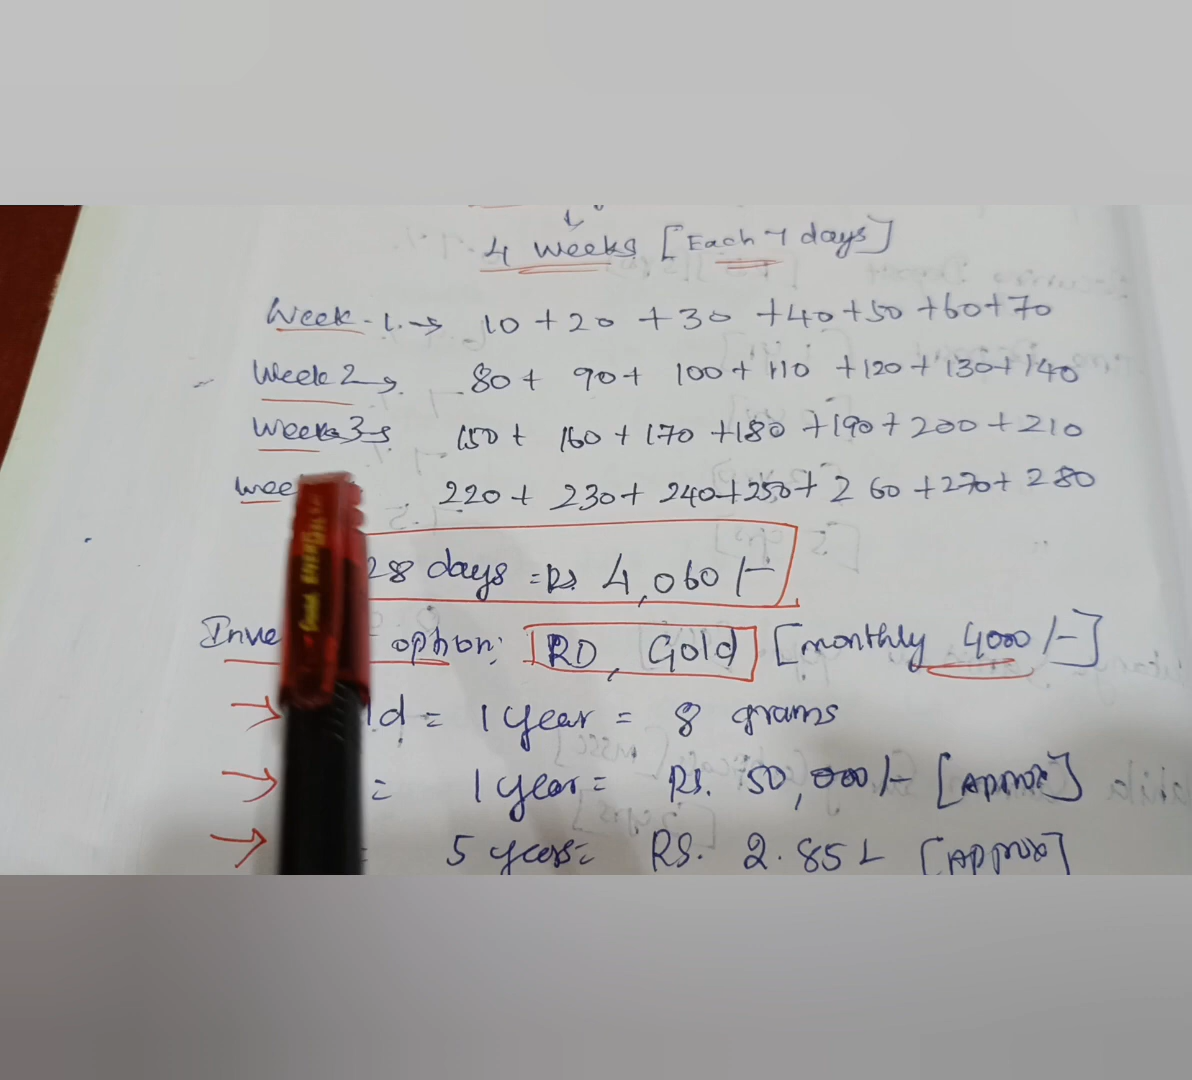 4 weeks [Each 7 days]
Week-1.→ 10+20+30+40+50+60+70
Week 2→ 80+90+100+110+120+130+140
Week 3→ 150+160+170+180+190+200+210
220+230+240+250+260+270+280
28 days = Rs 4,060/-
option: RD, Gold [monthly 4000/-]
→ ld = 1 year = 8 grams
→ = 1 year = Rs. 50,000/- [Approx]
→ = 5 years = RS. 2.85 L [Approx]